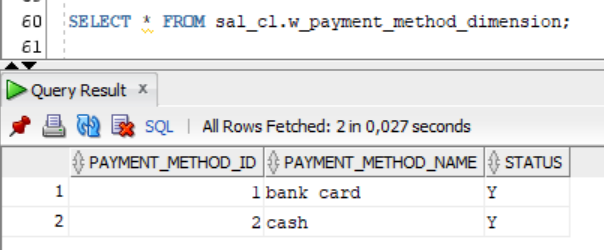 60 SELECT * FROM sal_cl.w_payment_method_dimension;
61
Query Result x
SQL | All Rows Fetched: 2 in 0,027 seconds
PAYMENT_METHOD_ID PAYMENT_METHOD_NAME STATUS
1 1 bank card Y
2 2 cash Y